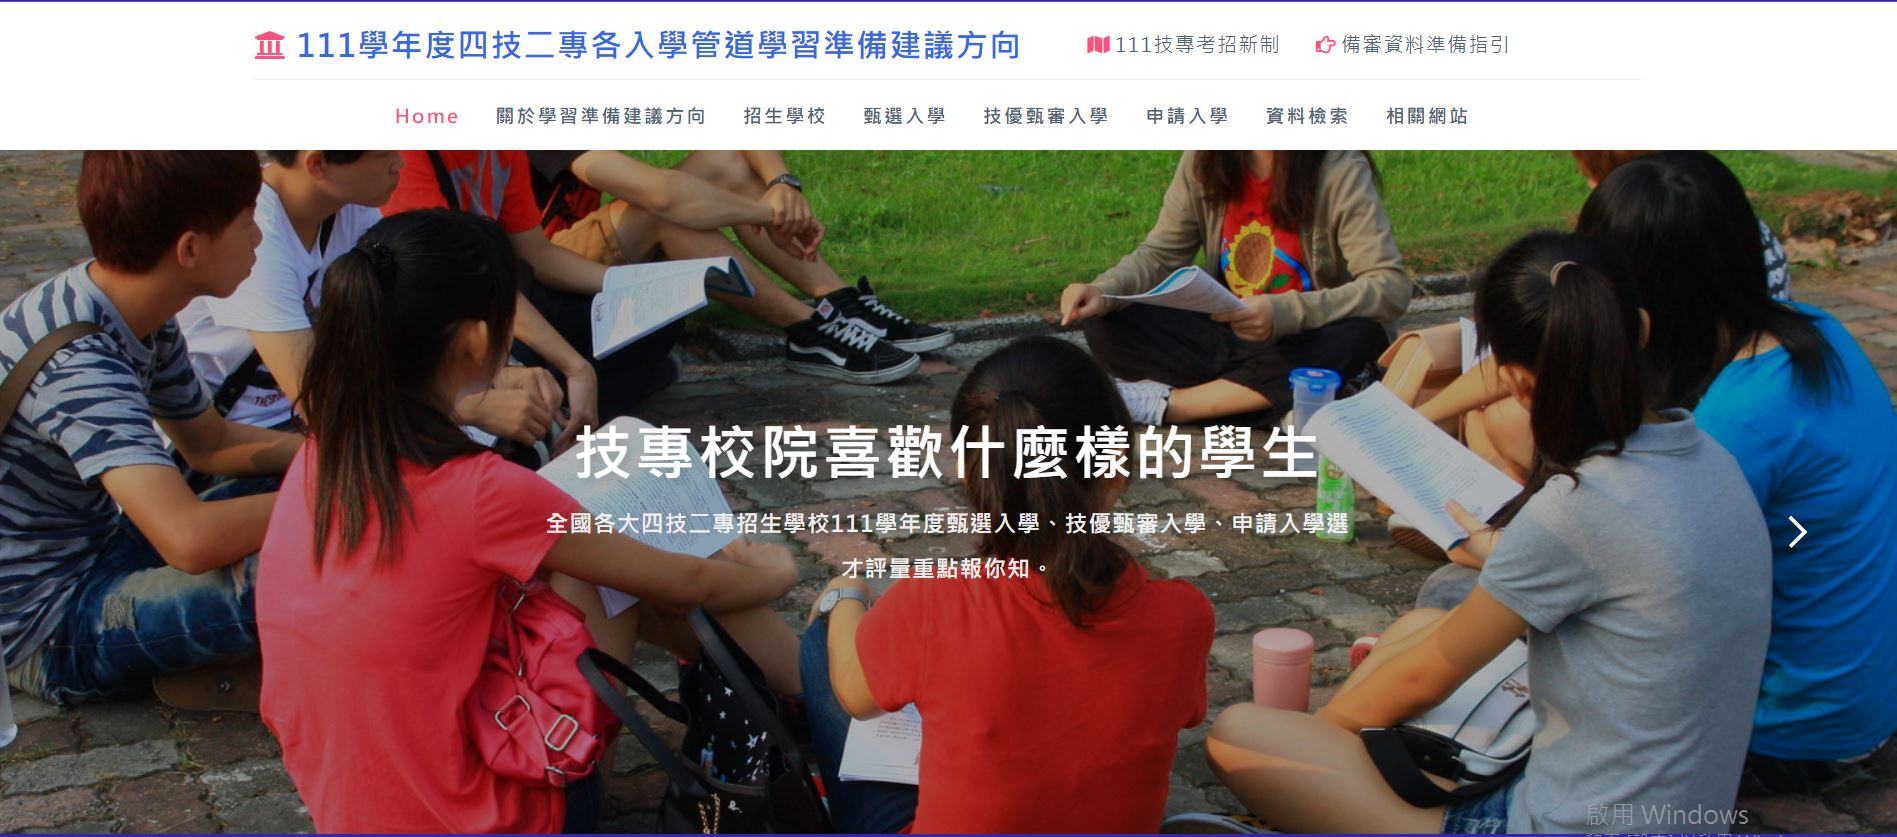 111學年度四技二專各入學管道學習準備建議方向
111技專考招新制
備審資料準備指引
Home 關於學習準備建議方向 招生學校 甄選入學 技優甄審入學 申請入學 資料檢索 相關網站
技專校院喜歡什麼樣的學生
全國各大四技二專招生學校111學年度甄選入學、技優甄審入學、申請入學選
才評量重點報你知。
啟用 Windows